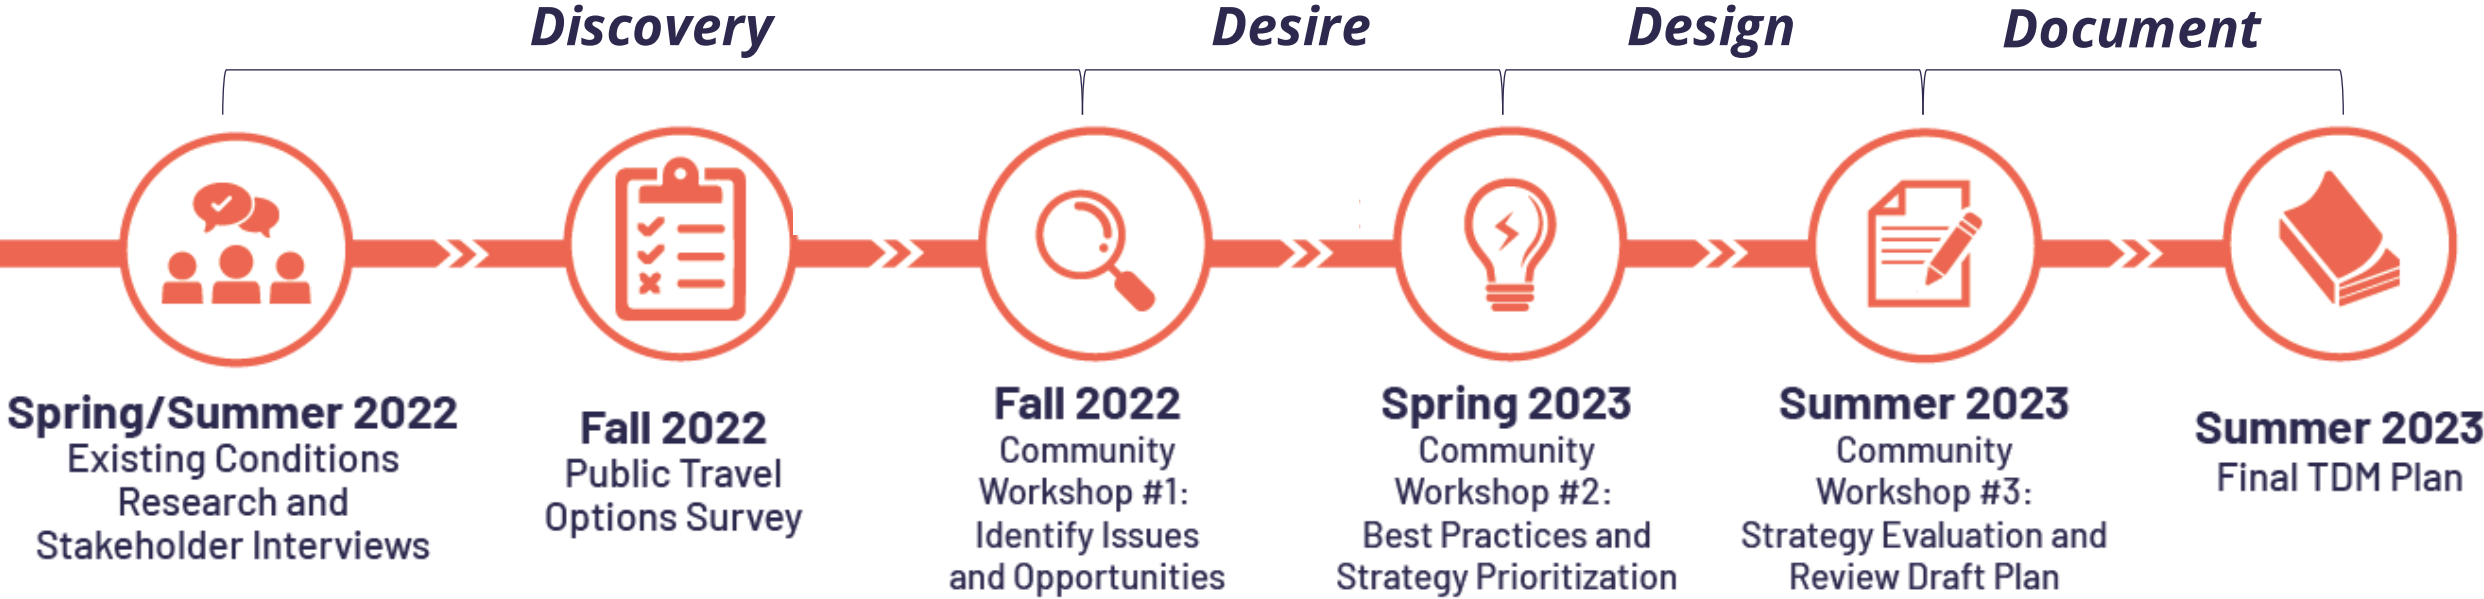 Discovery
Desire
Design
Document
Spring/Summer 2022
Existing Conditions
Research and
Stakeholder Interviews
Fall 2022
Public Travel
Options Survey
Fall 2022
Community
Workshop #1:
Identify Issues
and Opportunities
Spring 2023
Community
Workshop #2:
Best Practices and
Strategy Prioritization
Summer 2023
Community
Workshop #3:
Strategy Evaluation and
Review Draft Plan
Summer 2023
Final TDM Plan